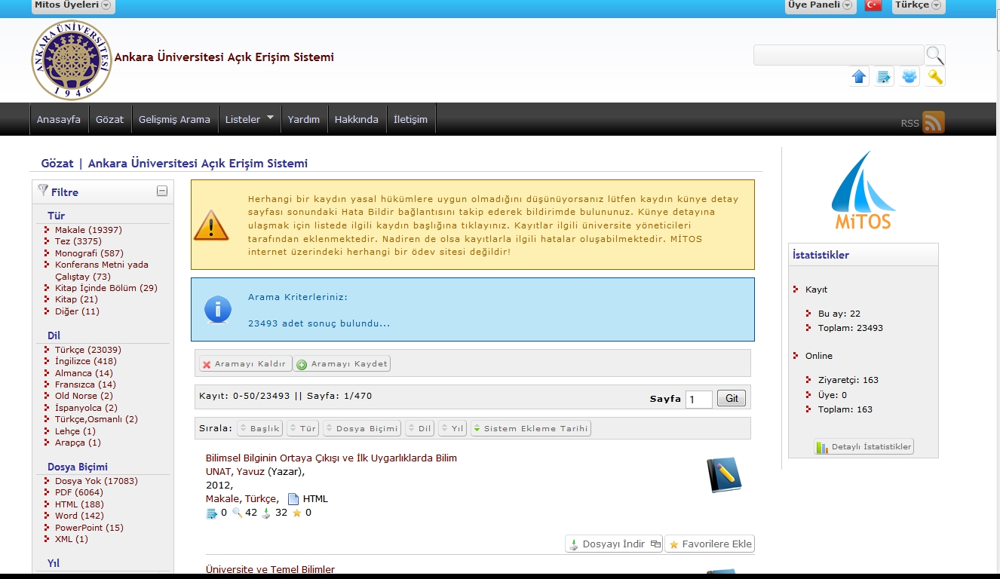 Mitos Üyeleri
Üye Paneli
Türkçe
ANKARA ÜNİVERSİTESİ
1946
Ankara Üniversitesi Açık Erişim Sistemi
Anasayfa
Gözat
Gelişmiş Arama
Listeler
Yardım
Hakkında
İletişim
RSS
Gözat | Ankara Üniversitesi Açık Erişim Sistemi
Filtre
Tür
Makale (19397)
Tez (3375)
Monografi (587)
Konferans Metni yada
Çalıştay (73)
Kitap İçinde Bölüm (29)
Kitap (21)
Diğer (11)
Dil
Türkçe (23039)
İngilizce (418)
Almanca (14)
Fransızca (14)
Old Norse (2)
İspanyolca (2)
Türkçe,Osmanlı (2)
Lehçe (1)
Arapça (1)
Dosya Biçimi
Dosya Yok (17083)
PDF (6064)
HTML (188)
Word (142)
PowerPoint (15)
XML (1)
Yıl
Herhangi bir kaydın yasal hükümlere uygun olmadığını düşünüyorsanız lütfen kaydın künye detay
sayfası sonundaki Hata Bildir bağlantısını takip ederek bildirimde bulununuz. Künye detayına
ulaşmak için listede ilgili kaydın başlığına tıklayınız. Kayıtlar ilgili üniversite yöneticileri
tarafından eklenmektedir. Nadiren de olsa kayıtlarla ilgili hatalar oluşabilmektedir. MİTOS
internet üzerindeki herhangi bir ödev sitesi değildir!
Arama Kriterleriniz:
23493 adet sonuç bulundu...
Aramayı Kaldır
Aramayı Kaydet
Kayıt: 0-50/23493 || Sayfa: 1/470
Sayfa 1 Git
Sırala: Başlık Tür Dosya Biçimi Dil Yıl Sistem Ekleme Tarihi
Bilimsel Bilginin Ortaya Çıkışı ve İlk Uygarlıklarda Bilim
UNAT, Yavuz (Yazar),
2012,
Makale, Türkçe, HTML
0 42 32 0
Dosyayı İndir
Favorilere Ekle
Üniversite ve Temel Bilimler
MiTOS
İstatistikler
Kayıt
Bu ay: 22
Toplam: 23493
Online
Ziyaretçi: 163
Üye: 0
Toplam: 163
Detaylı İstatistikler